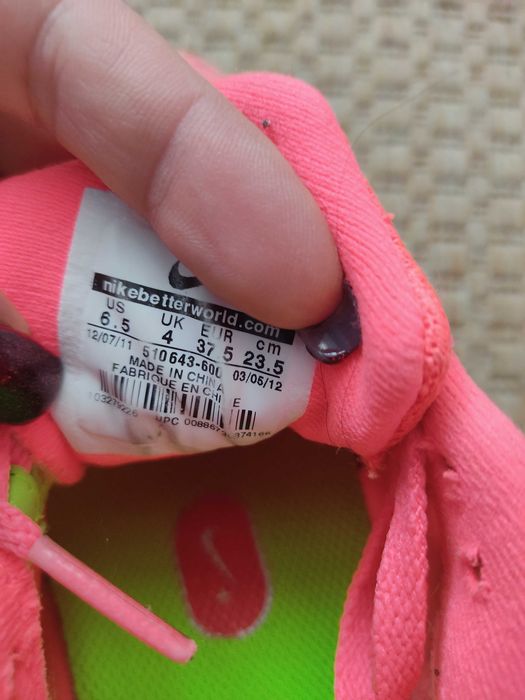 nikebetterworld.com
US UK EUR cm
6.5 4 37.5 23.5
12/07/11 510643-600 03/06/12
MADE IN CHINA
FABRIQUE EN CHINE
UPC